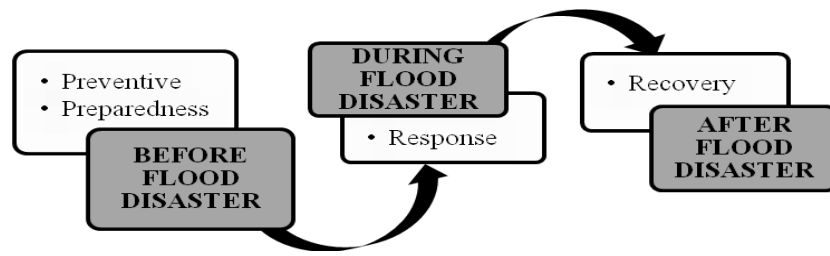 • Preventive
• Preparedness
BEFORE
FLOOD
DISASTER
DURING
FLOOD
DISASTER
• Response
• Recovery
AFTER
FLOOD
DISASTER